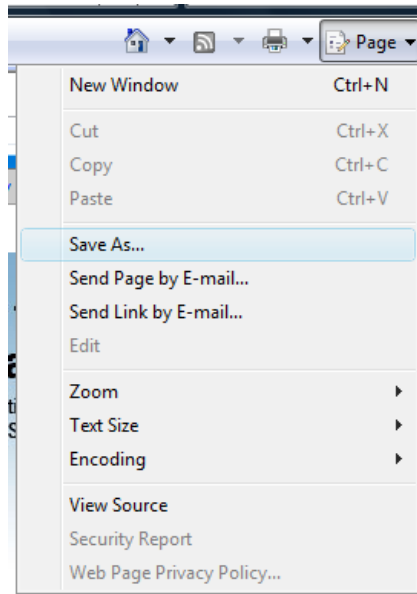 Page
New Window Ctrl+N
Cut Ctrl+X
Copy Ctrl+C
Paste Ctrl+V
Save As...
Send Page by E-mail...
Send Link by E-mail...
Edit
Zoom
Text Size
Encoding
View Source
Security Report
Web Page Privacy Policy...